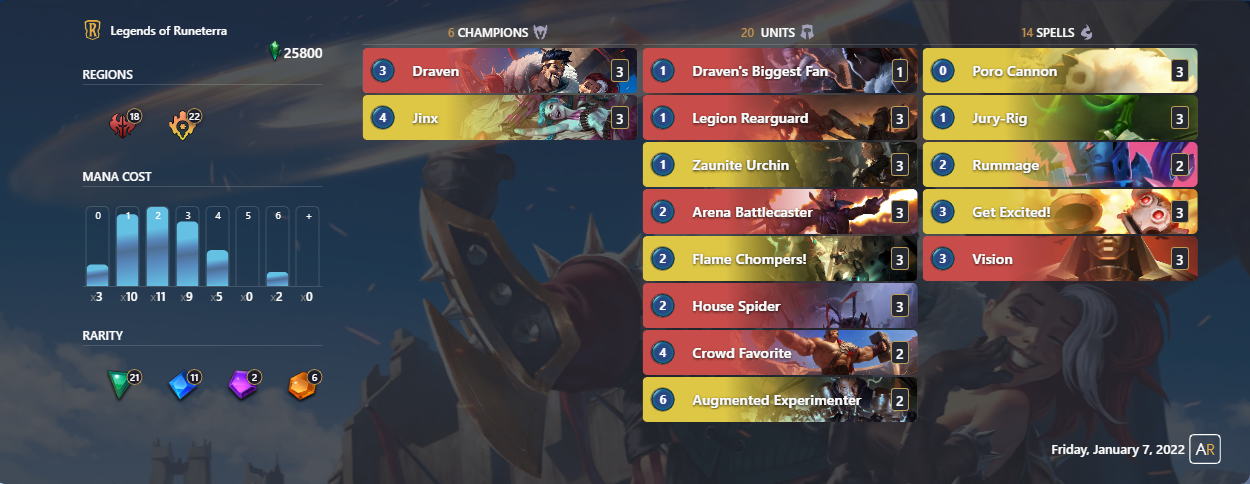 Legends of Runeterra
25800
REGIONS
18
22
MANA COST
0 1 2 3 4 5 6 +
x3 x10 x11 x9 x5 x0 x2 x0
RARITY
21 11 2 6
6 CHAMPIONS
3 Draven 3
4 Jinx 3
20 UNITS
1 Draven's Biggest Fan 1
1 Legion Rearguard 3
1 Zaunite Urchin 3
2 Arena Battlecaster 3
2 Flame Chompers! 3
2 House Spider 3
4 Crowd Favorite 2
6 Augmented Experimenter 2
14 SPELLS
0 Poro Cannon 3
1 Jury-Rig 3
2 Rummage 2
3 Get Excited! 3
3 Vision 3
Friday, January 7, 2022 AR